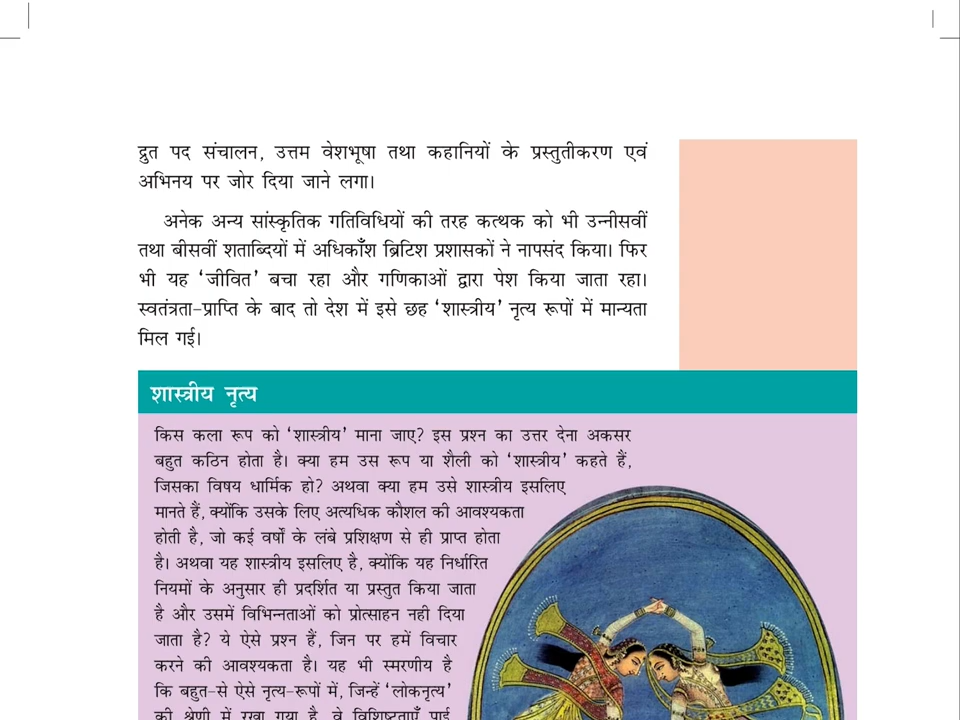 द्रुत पद संचालन, उत्तम वेशभूषा तथा कहानियों के प्रस्तुतीकरण एवं
अभिनय पर जोर दिया जाने लगा।
अनेक अन्य सांस्कृतिक गतिविधियों की तरह कत्थक को भी उन्नीसवीं
तथा बीसवीं शताब्दियों में अधिकाँश ब्रिटिश प्रशासकों ने नापसंद किया। फिर
भी यह ‘जीवित’ बचा रहा और गणिकाओं द्वारा पेश किया जाता रहा।
स्वतंत्रता-प्राप्ति के बाद तो देश में इसे छह ‘शास्त्रीय’ नृत्य रूपों में मान्यता
मिल गई।
शास्त्रीय नृत्य
किस कला रूप को ‘शास्त्रीय’ माना जाए? इस प्रश्न का उत्तर देना अकसर
बहुत कठिन होता है। क्या हम उस रूप या शैली को ‘शास्त्रीय’ कहते हैं,
जिसका विषय धार्मिक हो? अथवा क्या हम उसे शास्त्रीय इसलिए
मानते हैं, क्योंकि उसके लिए अत्यधिक कौशल की आवश्यकता
होती है, जो कई वर्षों के लंबे प्रशिक्षण से ही प्राप्त होता
है। अथवा यह शास्त्रीय इसलिए है, क्योंकि यह निर्धारित
नियमों के अनुसार ही प्रदर्शित या प्रस्तुत किया जाता
है और उसमें विभिन्नताओं को प्रोत्साहन नही दिया
जाता है? ये ऐसे प्रश्न हैं, जिन पर हमें विचार
करने की आवश्यकता है। यह भी स्मरणीय है
कि बहुत-से ऐसे नृत्य-रूपों में, जिन्हें ‘लोकनृत्य’
की श्रेणी में रखा गया है, वे विशिष्टताएँ पाई